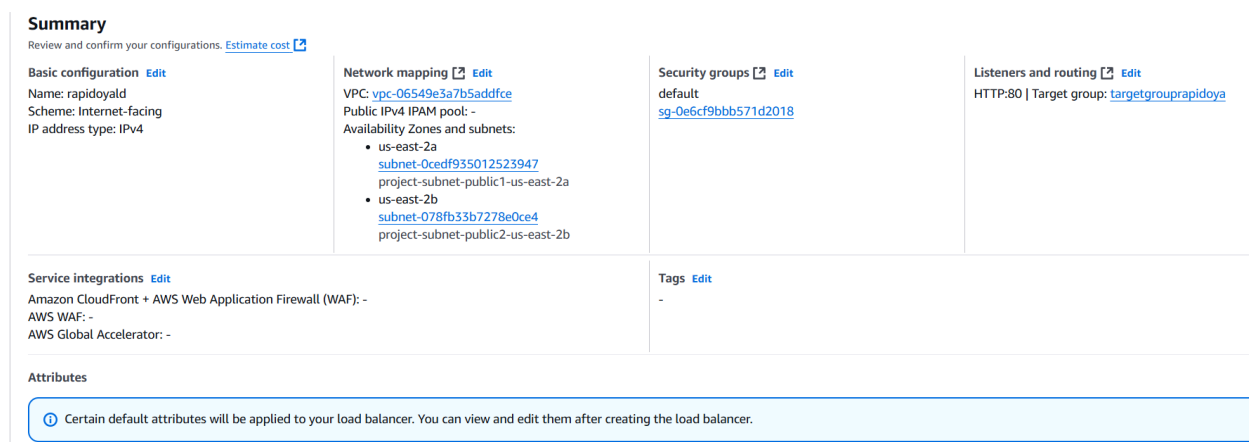 Summary
Review and confirm your configurations. Estimate cost
Basic configuration Edit
Name: rapidoyald
Scheme: Internet-facing
IP address type: IPv4
Network mapping Edit
VPC: vpc-06549e3a7b5addfce
Public IPv4 IPAM pool: -
Availability Zones and subnets:
• us-east-2a
subnet-0cedf935012523947
project-subnet-public1-us-east-2a
• us-east-2b
subnet-078fb33b7278e0ce4
project-subnet-public2-us-east-2b
Security groups Edit
default
sg-0e6cf9bbb571d2018
Listeners and routing Edit
HTTP:80 | Target group: targetgrouprapidoya
Service integrations Edit
Amazon CloudFront + AWS Web Application Firewall (WAF): -
AWS WAF: -
AWS Global Accelerator: -
Tags Edit
-
Attributes
Certain default attributes will be applied to your load balancer. You can view and edit them after creating the load balancer.